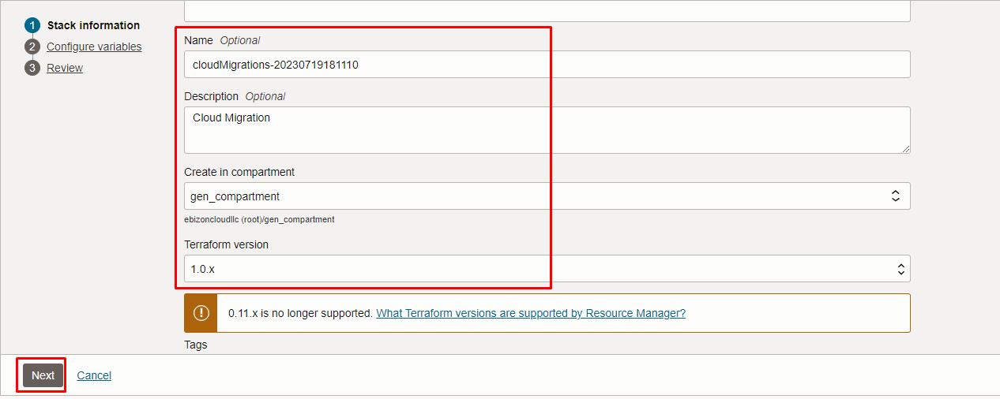 1 Stack information
2 Configure variables
3 Review
Name Optional
cloudMigrations-20230719181110
Description Optional
Cloud Migration
Create in compartment
gen_compartment
ebizoncloudllc (root)/gen_compartment
Terraform version
1.0.x
0.11.x is no longer supported. What Terraform versions are supported by Resource Manager?
Tags
Next Cancel